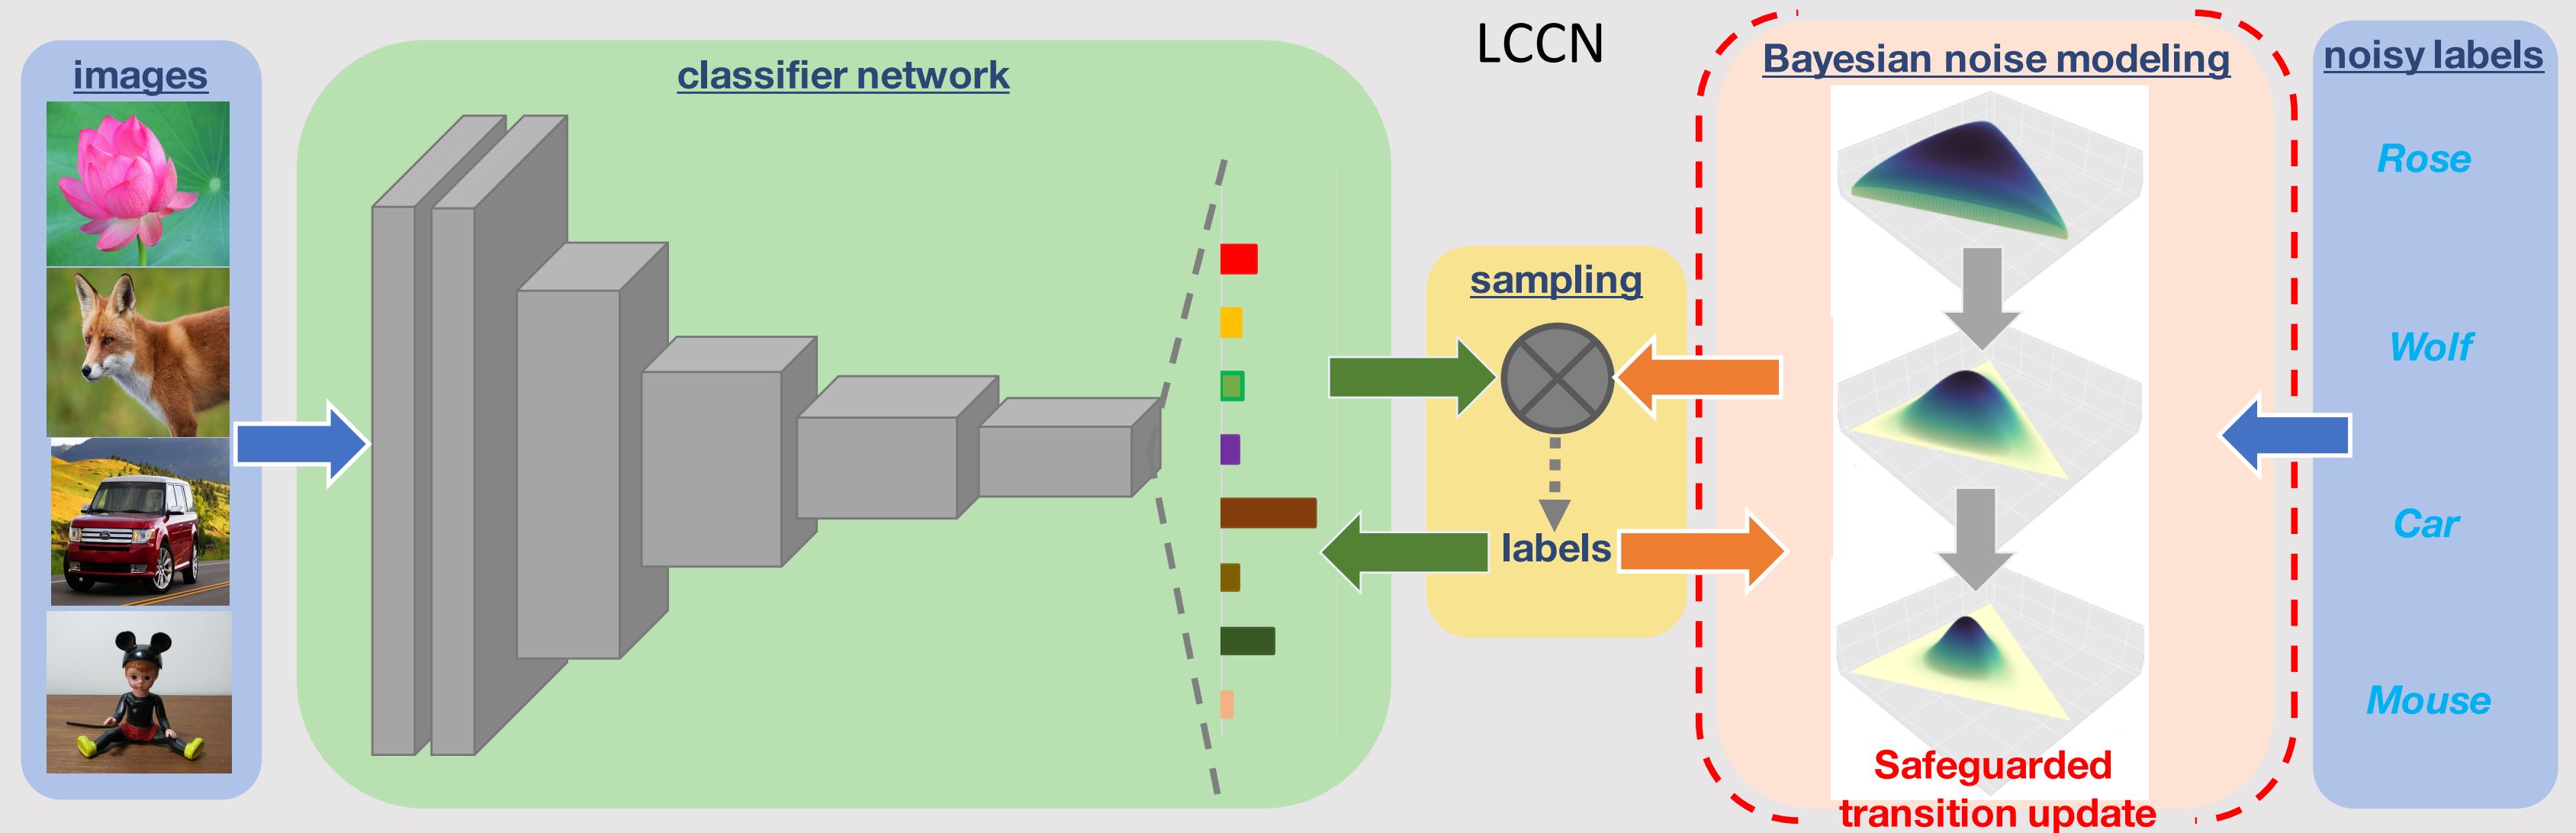 images
classifier network
LCCN
sampling
labels
Bayesian noise modeling
Safeguarded
transition update
noisy labels
Rose
Wolf
Car
Mouse